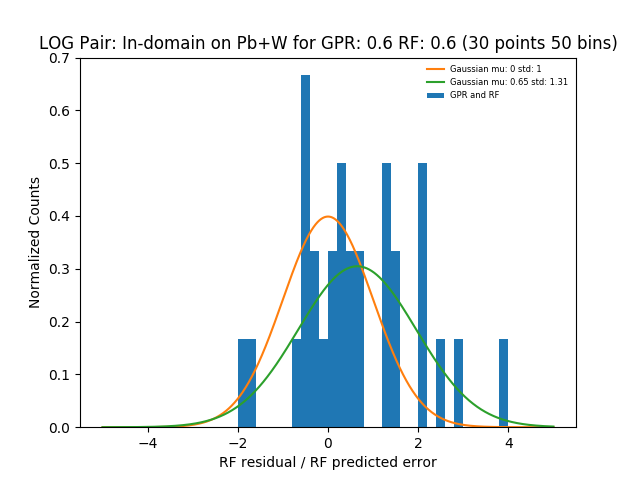 LOG Pair: In-domain on Pb+W for GPR: 0.6 RF: 0.6 (30 points 50 bins)
Gaussian mu: 0 std: 1
Gaussian mu: 0.65 std: 1.31
GPR and RF
0.7
0.6
0.5
0.4
0.3
0.2
0.1
0.0
Normalized Counts
−4 −2 0 2 4
RF residual / RF predicted error